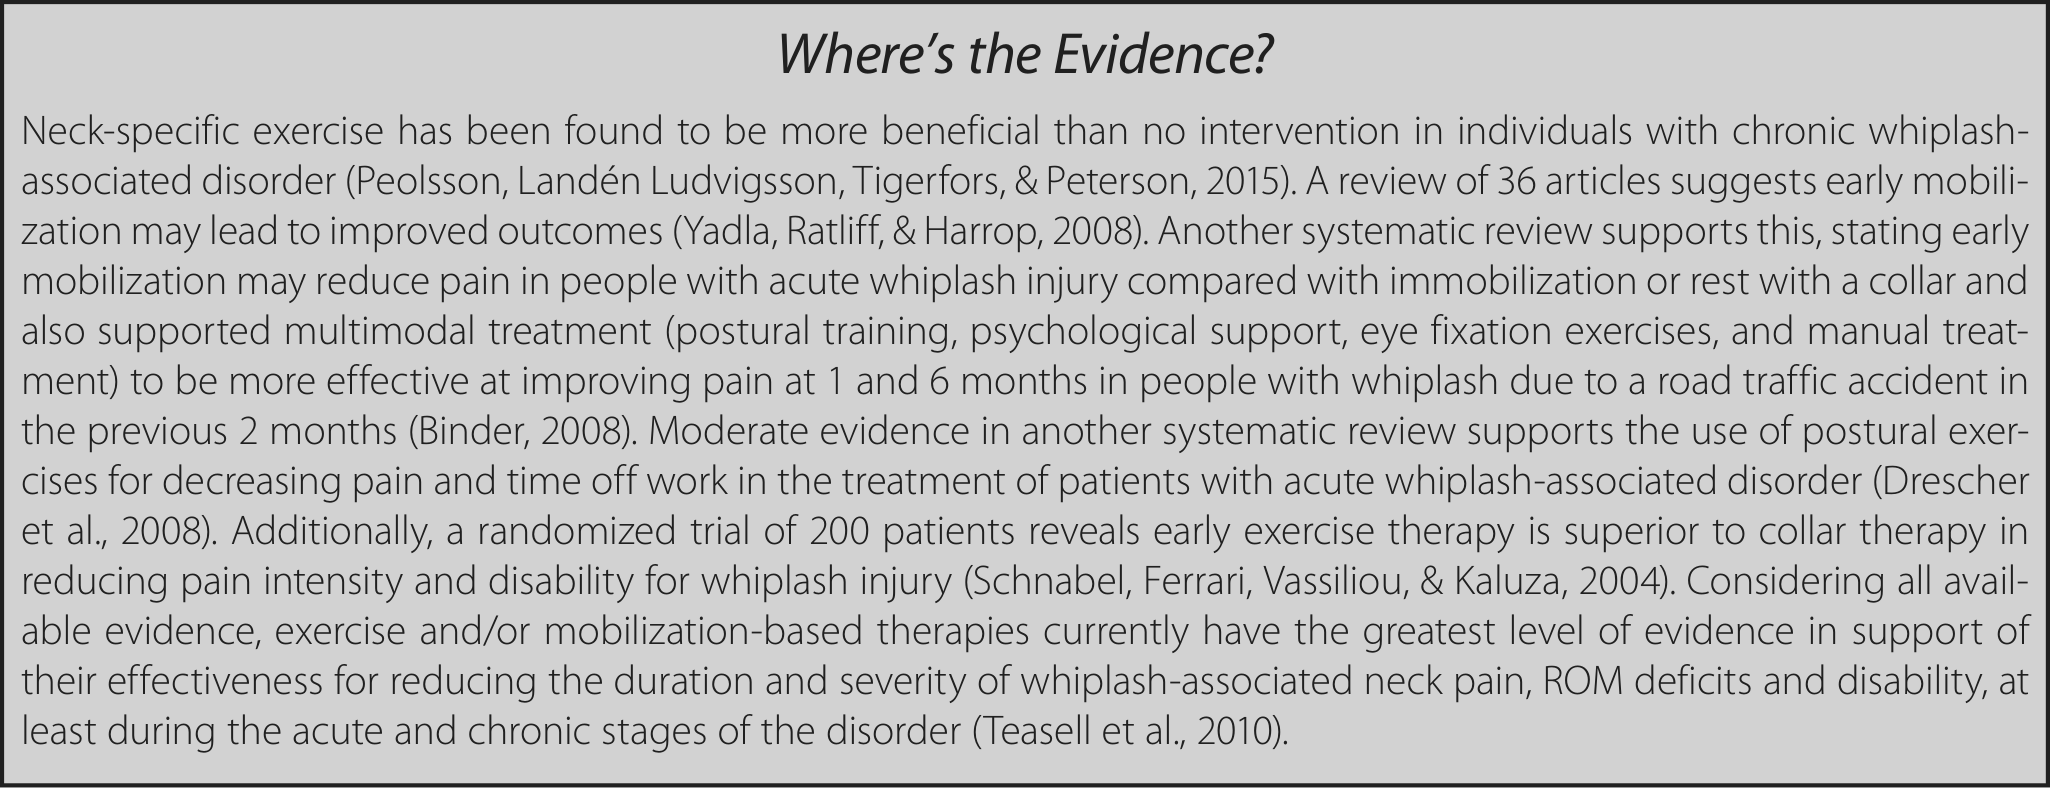 Where’s the Evidence?
Neck-specific exercise has been found to be more beneficial than no intervention in individuals with chronic whiplash-
associated disorder (Peolsson, Landén Ludvigsson, Tigerfors, & Peterson, 2015). A review of 36 articles suggests early mobili-
zation may lead to improved outcomes (Yadla, Ratliff, & Harrop, 2008). Another systematic review supports this, stating early
mobilization may reduce pain in people with acute whiplash injury compared with immobilization or rest with a collar and
also supported multimodal treatment (postural training, psychological support, eye fixation exercises, and manual treat-
ment) to be more effective at improving pain at 1 and 6 months in people with whiplash due to a road traffic accident in
the previous 2 months (Binder, 2008). Moderate evidence in another systematic review supports the use of postural exer-
cises for decreasing pain and time off work in the treatment of patients with acute whiplash-associated disorder (Drescher
et al., 2008). Additionally, a randomized trial of 200 patients reveals early exercise therapy is superior to collar therapy in
reducing pain intensity and disability for whiplash injury (Schnabel, Ferrari, Vassiliou, & Kaluza, 2004). Considering all avail-
able evidence, exercise and/or mobilization-based therapies currently have the greatest level of evidence in support of
their effectiveness for reducing the duration and severity of whiplash-associated neck pain, ROM deficits and disability, at
least during the acute and chronic stages of the disorder (Teasell et al., 2010).